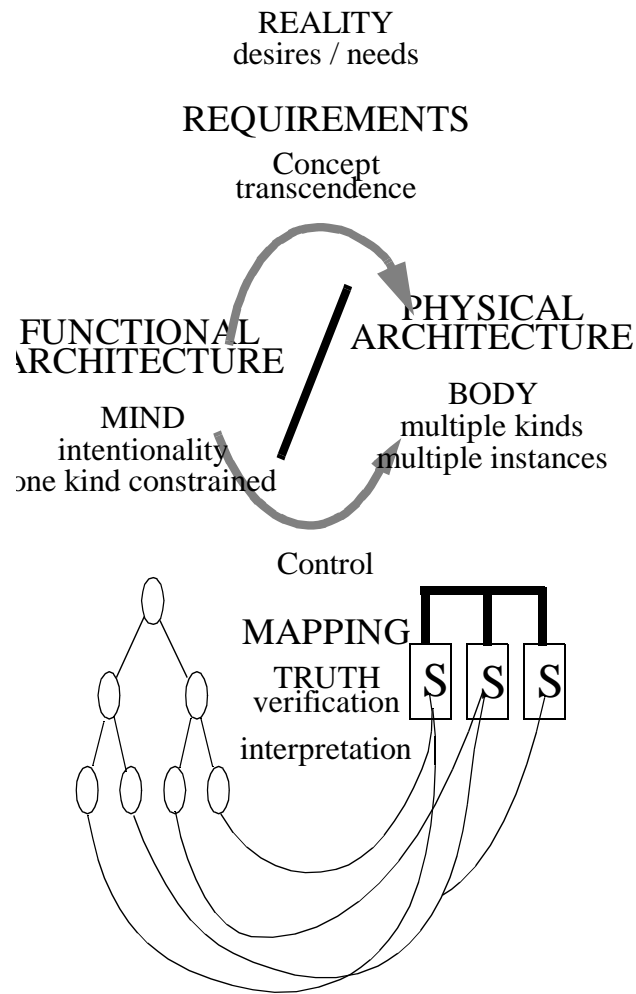 REALITY
desires / needs
REQUIREMENTS
Concept
transcendence
FUNCTIONAL
ARCHITECTURE
MIND
intentionality
one kind constrained
PHYSICAL
ARCHITECTURE
BODY
multiple kinds
multiple instances
Control
MAPPING
TRUTH
verification
interpretation
S S S